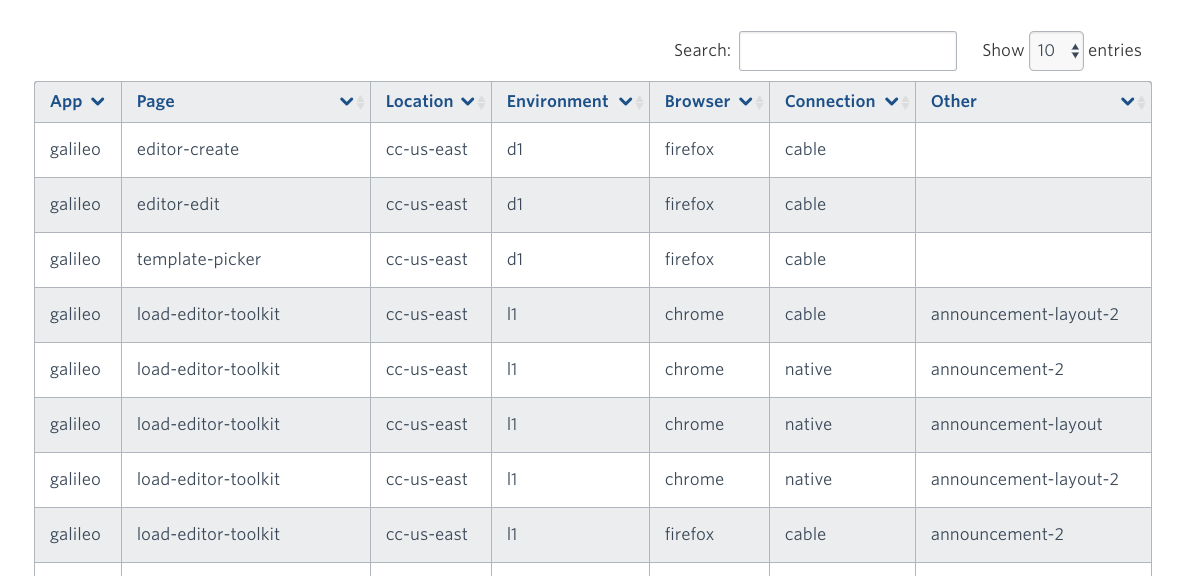 Search: Show 10 entries
App Page Location Environment Browser Connection Other
galileo editor-create cc-us-east d1 firefox cable
galileo editor-edit cc-us-east d1 firefox cable
galileo template-picker cc-us-east d1 firefox cable
galileo load-editor-toolkit cc-us-east l1 chrome cable announcement-layout-2
galileo load-editor-toolkit cc-us-east l1 chrome native announcement-2
galileo load-editor-toolkit cc-us-east l1 chrome native announcement-layout
galileo load-editor-toolkit cc-us-east l1 chrome native announcement-layout-2
galileo load-editor-toolkit cc-us-east l1 firefox cable announcement-2